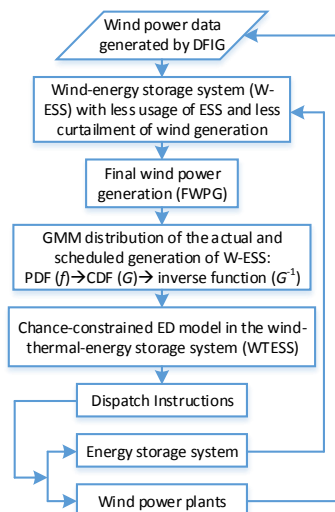 Wind power data
generated by DFIG
Wind-energy storage system (W-
ESS) with less usage of ESS and less
curtailment of wind generation
Final wind power
generation (FWPG)
GMM distribution of the actual and
scheduled generation of W-ESS:
PDF (f)→CDF (G)→ inverse function (G⁻¹)
Chance-constrained ED model in the wind-
thermal-energy storage system (WTESS)
Dispatch Instructions
Energy storage system
Wind power plants